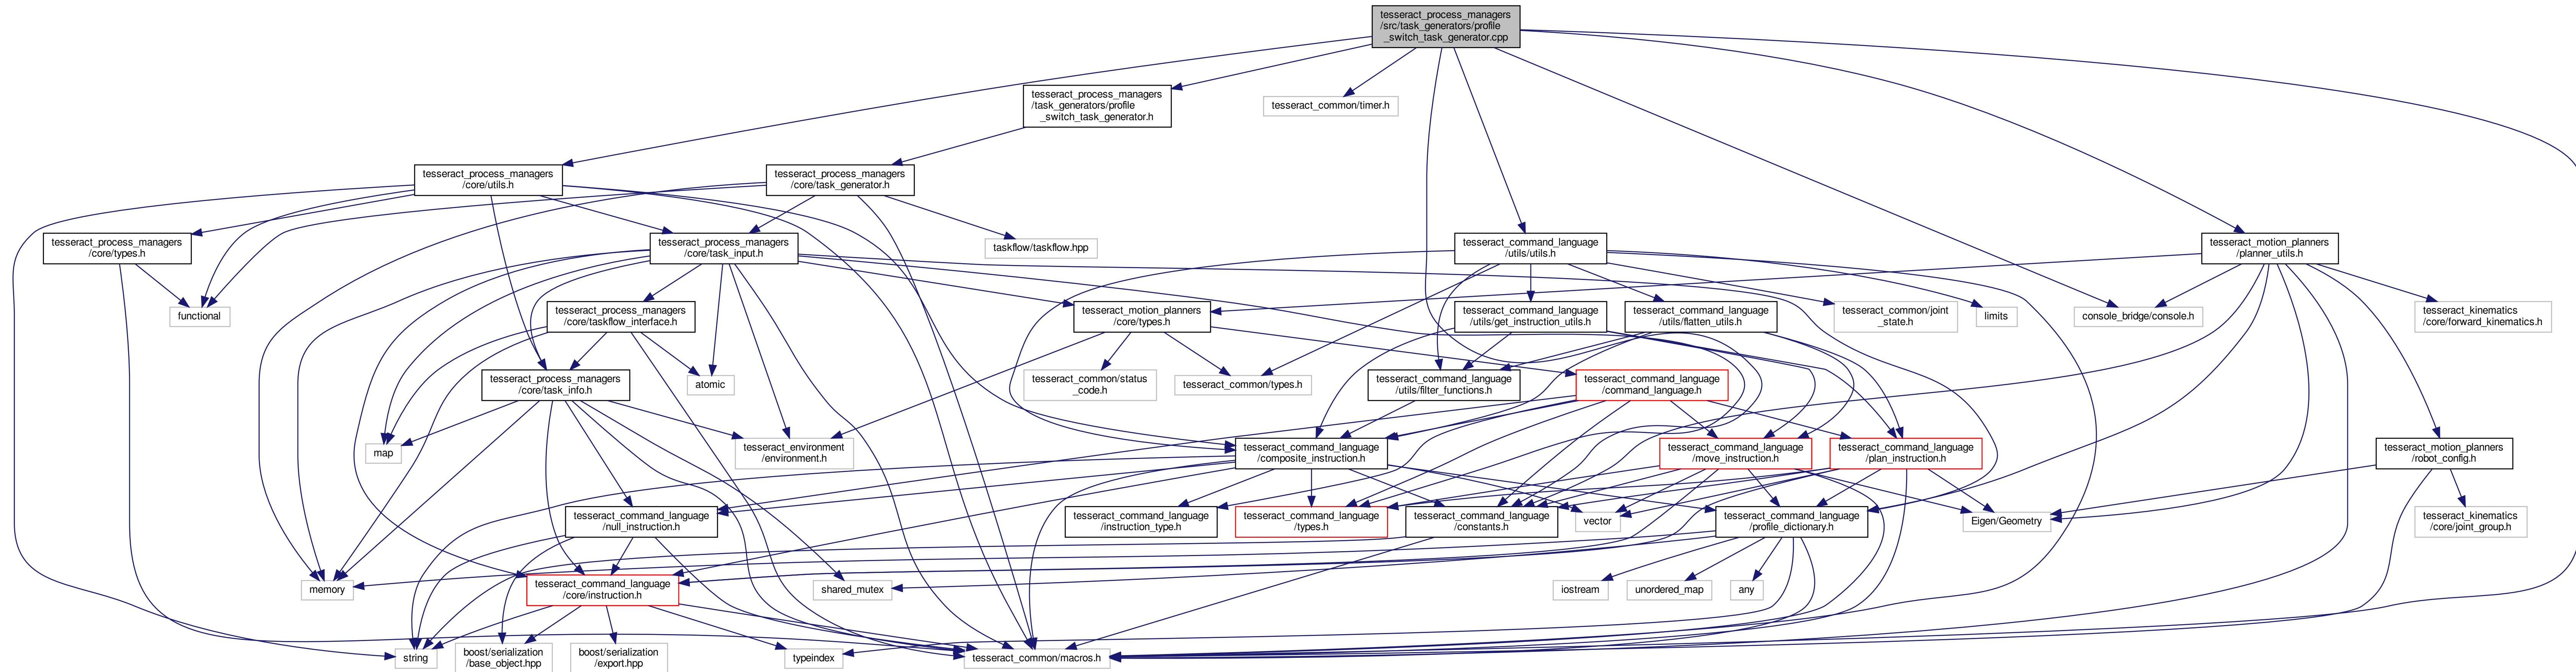 tesseract_process_managers
/src/task_generators/profile
_switch_task_generator.cpp
tesseract_process_managers
/task_generators/profile
_switch_task_generator.h
tesseract_common/timer.h
tesseract_process_managers
/core/utils.h
tesseract_process_managers
/core/task_generator.h
tesseract_process_managers
/core/types.h
tesseract_process_managers
/core/task_input.h
taskflow/taskflow.hpp
tesseract_command_language
/utils/utils.h
tesseract_motion_planners
/planner_utils.h
functional
tesseract_process_managers
/core/taskflow_interface.h
tesseract_motion_planners
/core/types.h
tesseract_command_language
/utils/get_instruction_utils.h
tesseract_command_language
/utils/flatten_utils.h
tesseract_common/joint
_state.h
limits
console_bridge/console.h
tesseract_kinematics
/core/forward_kinematics.h
tesseract_process_managers
/core/task_info.h
atomic
tesseract_common/status
_code.h
tesseract_common/types.h
tesseract_command_language
/utils/filter_functions.h
tesseract_command_language
/command_language.h
map
tesseract_environment
/environment.h
tesseract_command_language
/composite_instruction.h
tesseract_command_language
/move_instruction.h
tesseract_command_language
/plan_instruction.h
tesseract_motion_planners
/robot_config.h
tesseract_command_language
/null_instruction.h
tesseract_command_language
/instruction_type.h
tesseract_command_language
/types.h
tesseract_command_language
/constants.h
vector
tesseract_command_language
/profile_dictionary.h
Eigen/Geometry
tesseract_kinematics
/core/joint_group.h
memory
tesseract_command_language
/core/instruction.h
shared_mutex
iostream
unordered_map
any
string
boost/serialization
/base_object.hpp
boost/serialization
/export.hpp
typeindex
tesseract_common/macros.h